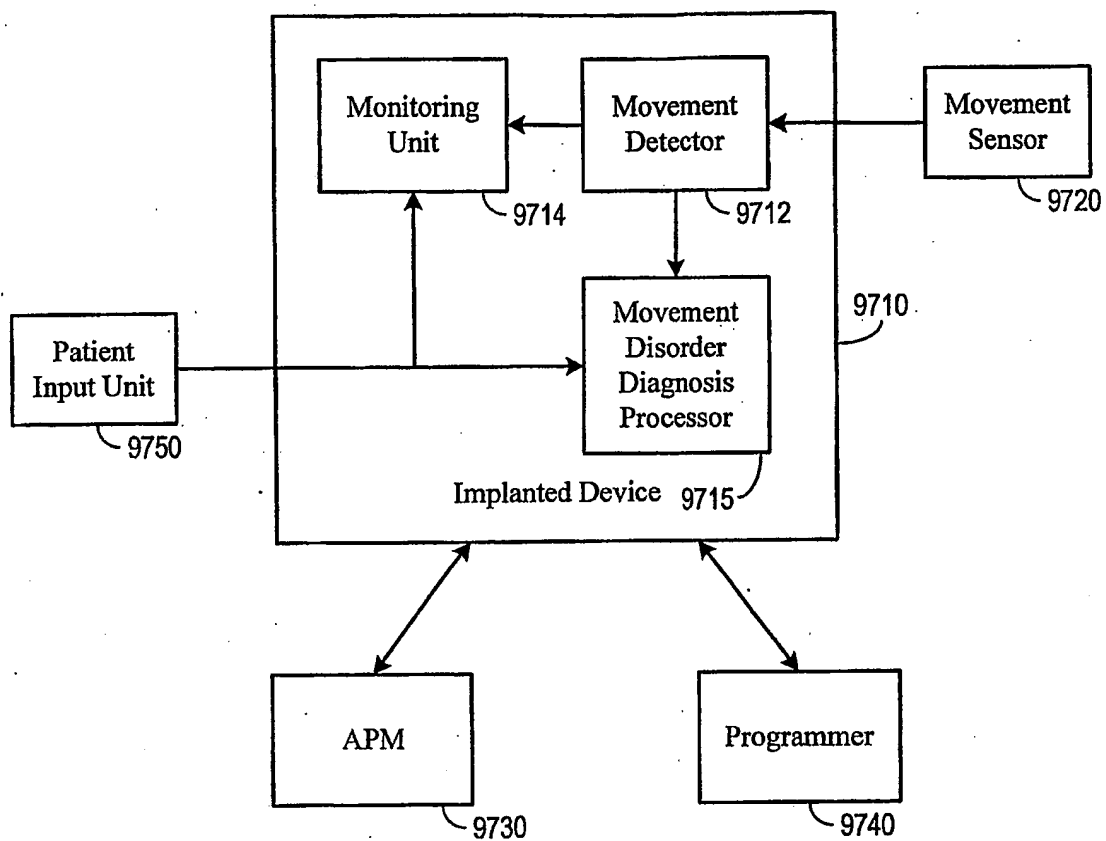 Monitoring
Unit
9714
Movement
Detector
9712
Movement
Sensor
9720
Patient
Input Unit
9750
Movement
Disorder
Diagnosis
Processor
9715
9710
Implanted Device
APM
9730
Programmer
9740